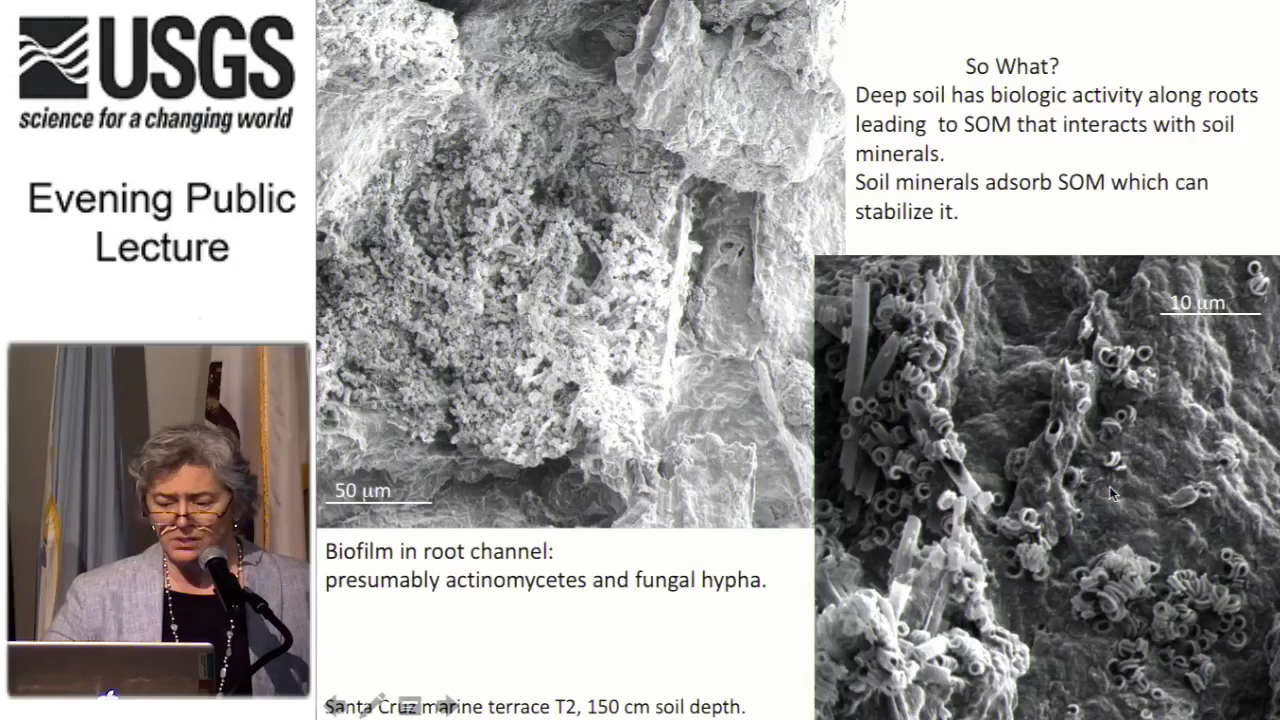 USGS
science for a changing world
Evening Public
Lecture
50 μm
Biofilm in root channel:
presumably actinomycetes and fungal hypha.
Santa Cruz marine terrace T2, 150 cm soil depth.
So What?
Deep soil has biologic activity along roots
leading to SOM that interacts with soil
minerals.
Soil minerals adsorb SOM which can
stabilize it.
10 μm